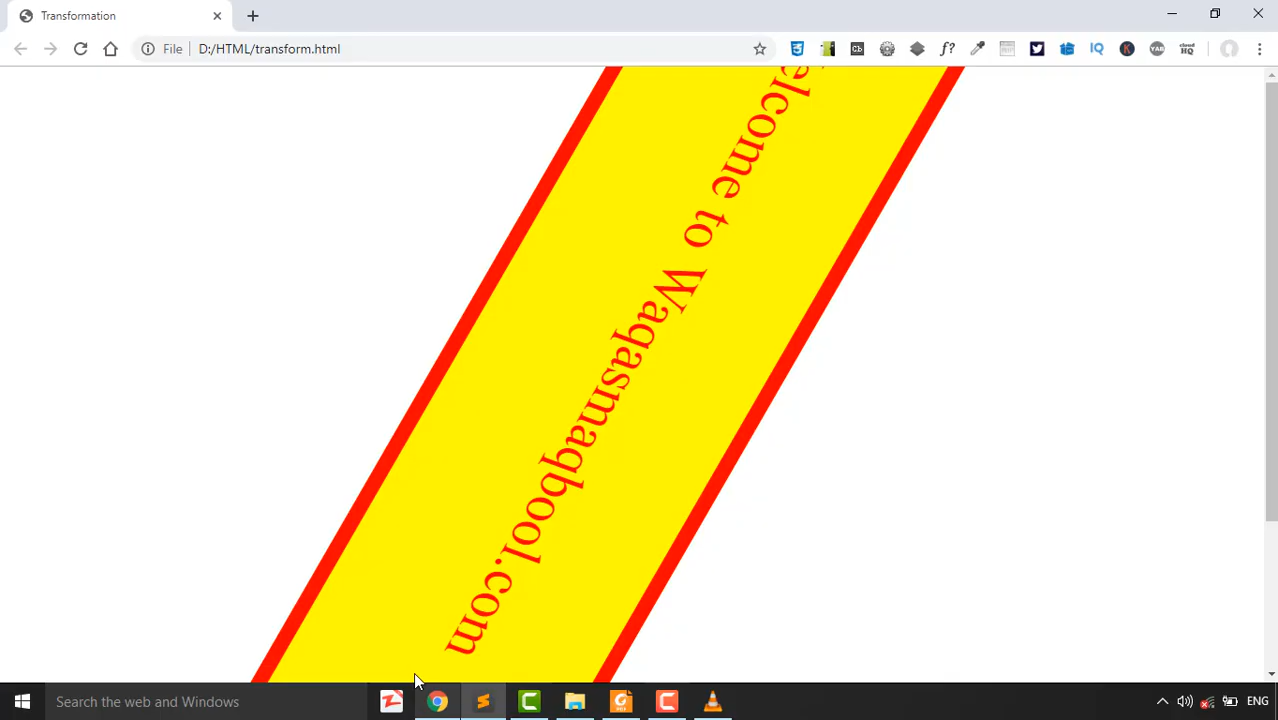 Transformation
File
D:/HTML/transform.html
elcome to Waqasmaqbool.com
Search the web and Windows
ENG